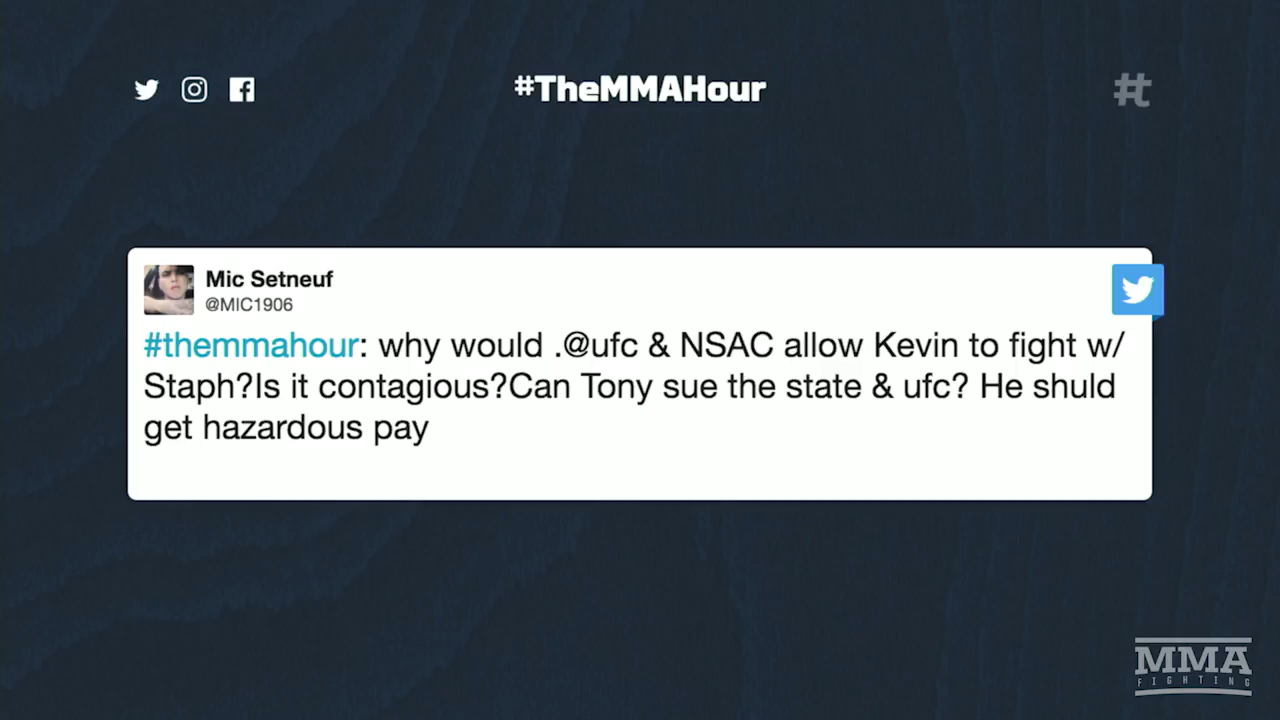 #TheMMAHour
Mic Setneuf
@MIC1906
#themmahour: why would .@ufc & NSAC allow Kevin to fight w/
Staph?Is it contagious?Can Tony sue the state & ufc? He shuld
get hazardous pay
MMA
FIGHTING